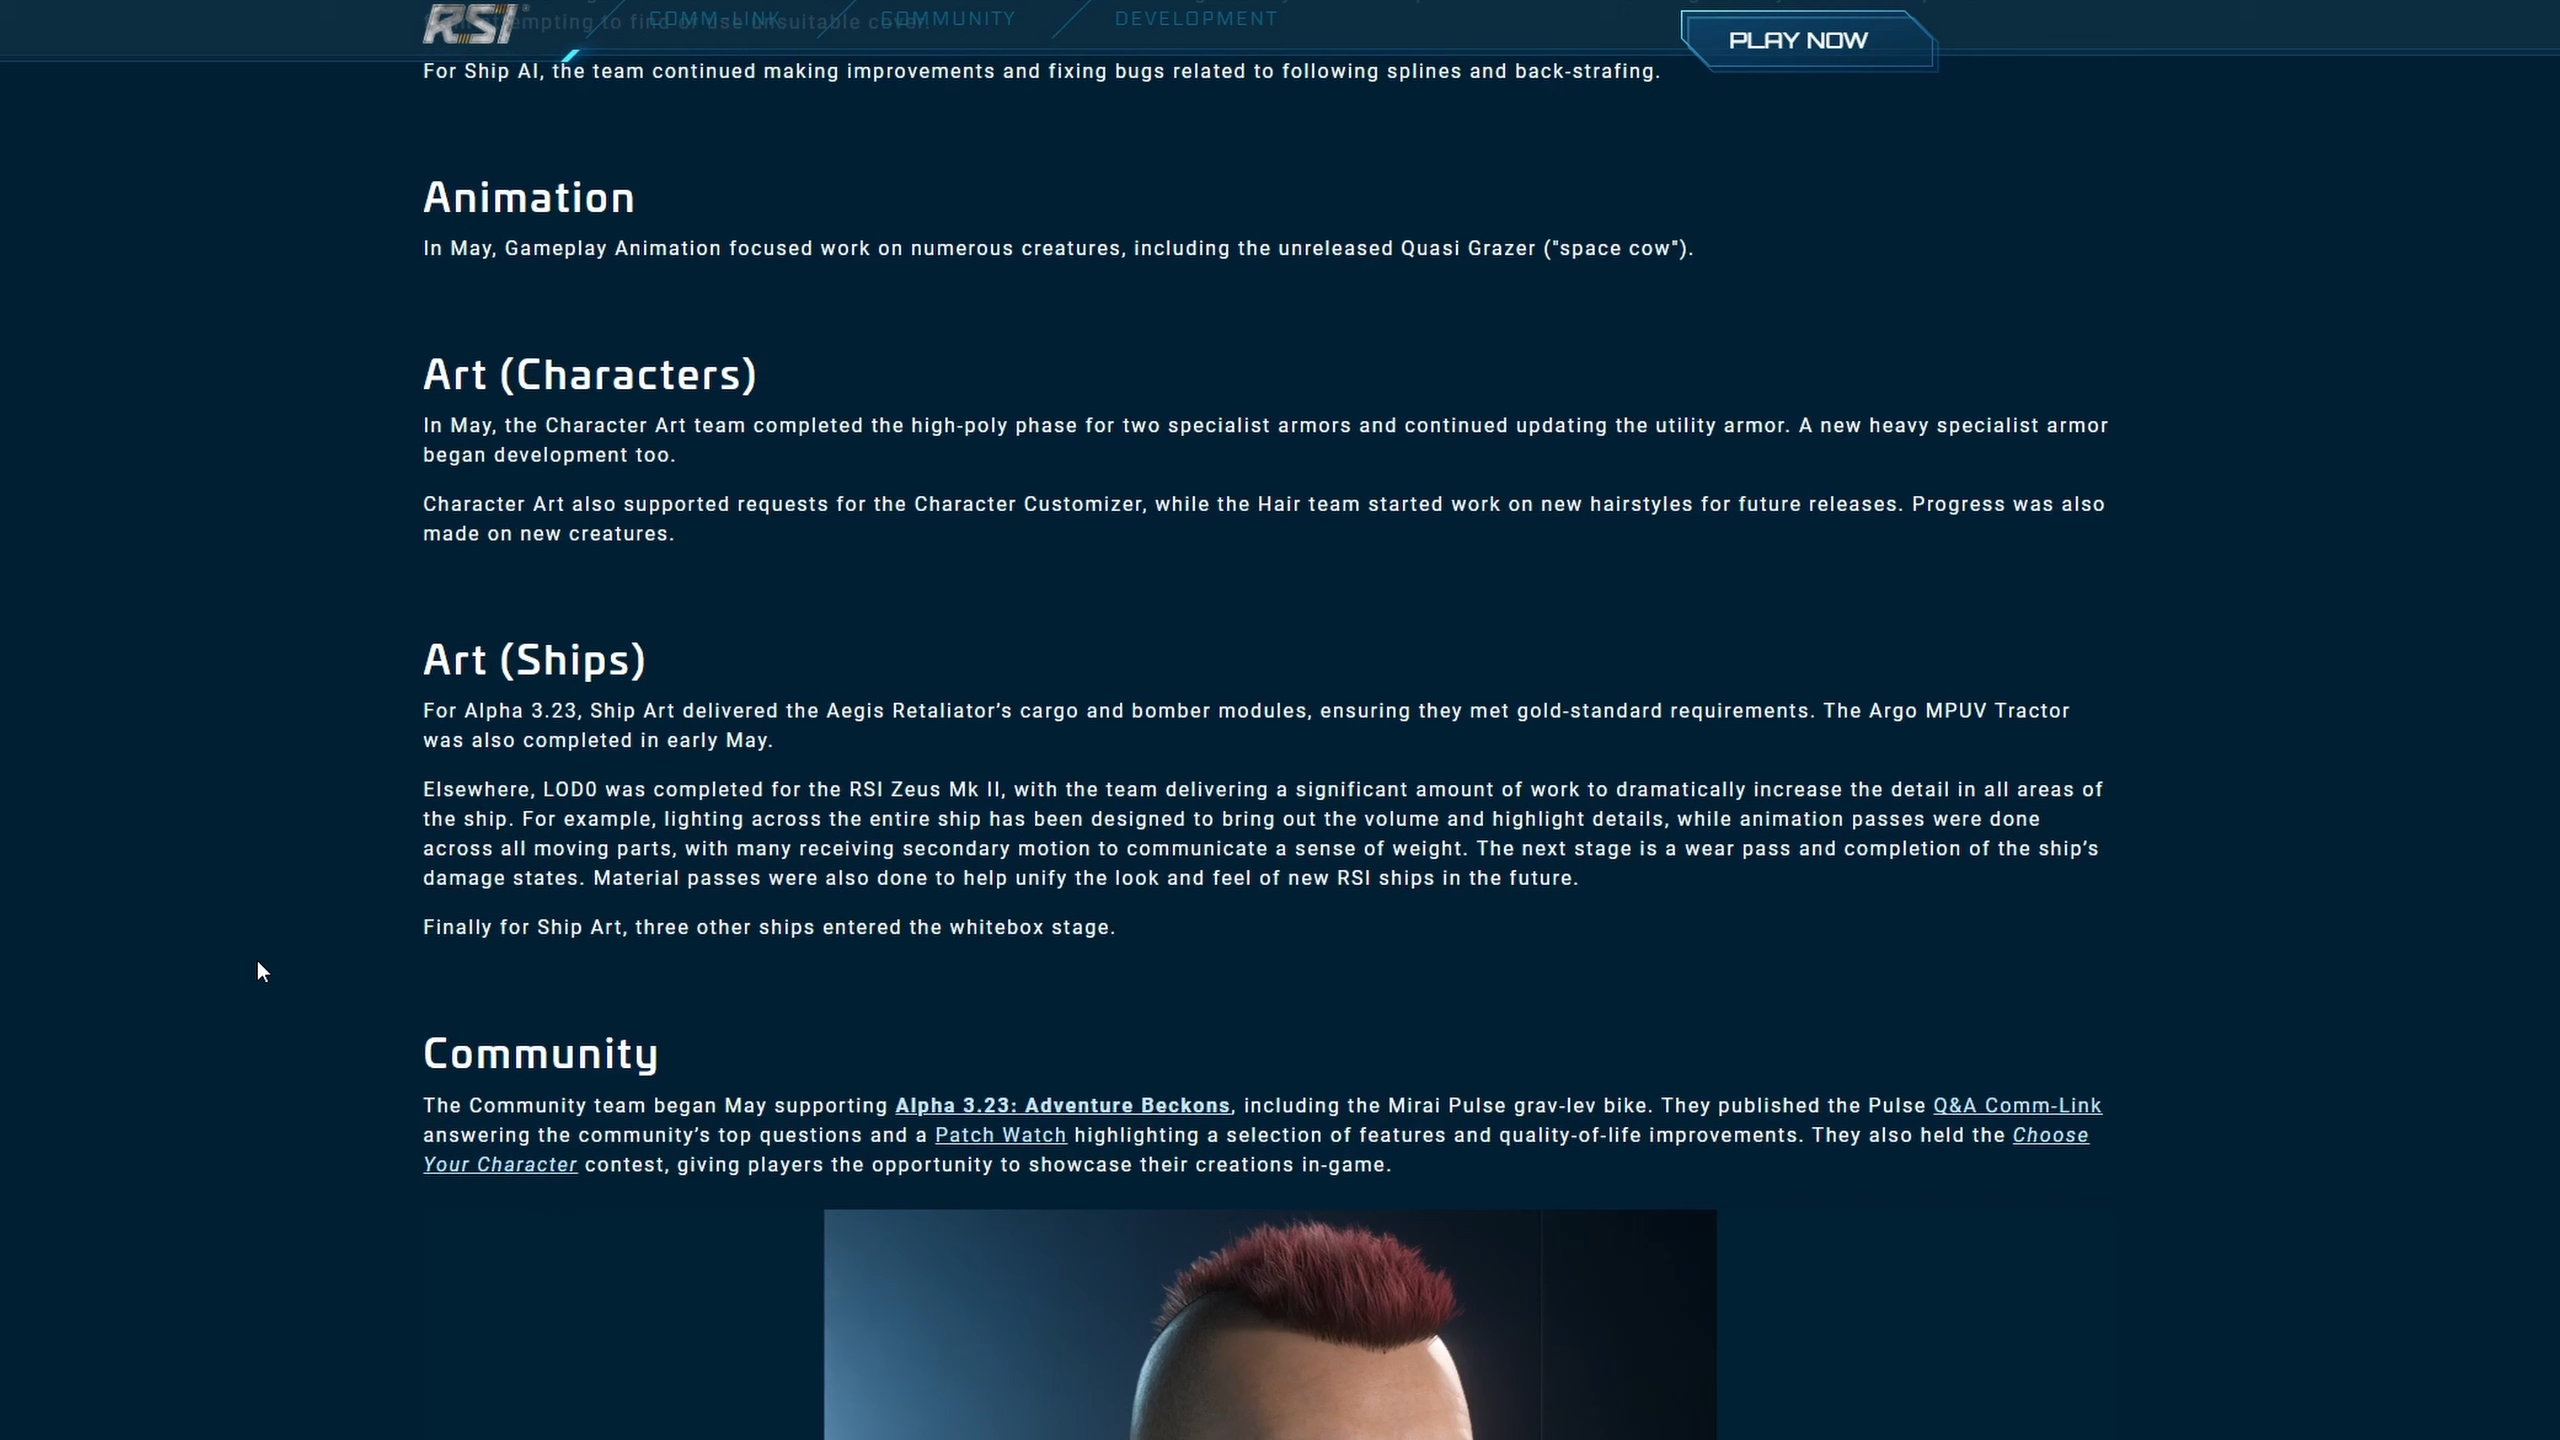 RSI
COMM-LINK
COMMUNITY
DEVELOPMENT
PLAY NOW
For Ship AI, the team continued making improvements and fixing bugs related to following splines and back-strafing.
Animation
In May, Gameplay Animation focused work on numerous creatures, including the unreleased Quasi Grazer ("space cow").
Art (Characters)
In May, the Character Art team completed the high-poly phase for two specialist armors and continued updating the utility armor. A new heavy specialist armor
began development too.
Character Art also supported requests for the Character Customizer, while the Hair team started work on new hairstyles for future releases. Progress was also
made on new creatures.
Art (Ships)
For Alpha 3.23, Ship Art delivered the Aegis Retaliator’s cargo and bomber modules, ensuring they met gold-standard requirements. The Argo MPUV Tractor
was also completed in early May.
Elsewhere, LOD0 was completed for the RSI Zeus Mk II, with the team delivering a significant amount of work to dramatically increase the detail in all areas of
the ship. For example, lighting across the entire ship has been designed to bring out the volume and highlight details, while animation passes were done
across all moving parts, with many receiving secondary motion to communicate a sense of weight. The next stage is a wear pass and completion of the ship’s
damage states. Material passes were also done to help unify the look and feel of new RSI ships in the future.
Finally for Ship Art, three other ships entered the whitebox stage.
Community
The Community team began May supporting Alpha 3.23: Adventure Beckons, including the Mirai Pulse grav-lev bike. They published the Pulse Q&A Comm-Link
answering the community’s top questions and a Patch Watch highlighting a selection of features and quality-of-life improvements. They also held the Choose
Your Character contest, giving players the opportunity to showcase their creations in-game.